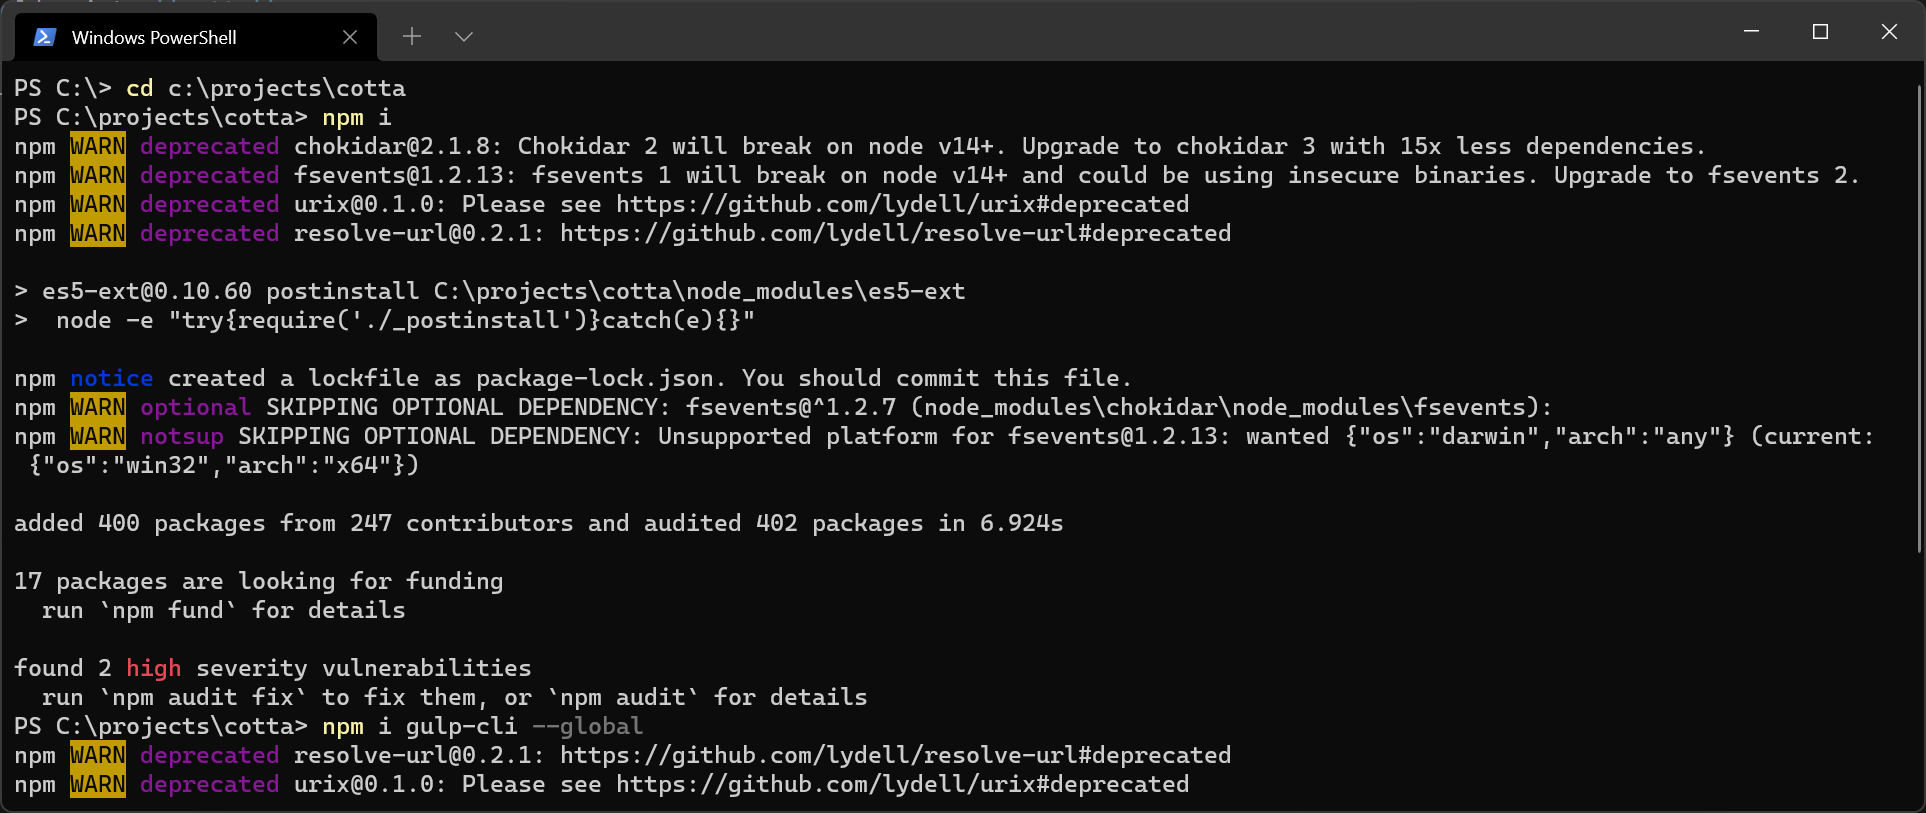 Windows PowerShell
PS C:\> cd c:\projects\cotta
PS C:\projects\cotta> npm i
npm WARN deprecated chokidar@2.1.8: Chokidar 2 will break on node v14+. Upgrade to chokidar 3 with 15x less dependencies.
npm WARN deprecated fsevents@1.2.13: fsevents 1 will break on node v14+ and could be using insecure binaries. Upgrade to fsevents 2.
npm WARN deprecated urix@0.1.0: Please see https://github.com/lydell/urix#deprecated
npm WARN deprecated resolve-url@0.2.1: https://github.com/lydell/resolve-url#deprecated
> es5-ext@0.10.60 postinstall C:\projects\cotta\node_modules\es5-ext
>  node -e "try{require('./_postinstall')}catch(e){}"
npm notice created a lockfile as package-lock.json. You should commit this file.
npm WARN optional SKIPPING OPTIONAL DEPENDENCY: fsevents@^1.2.7 (node_modules\chokidar\node_modules\fsevents):
npm WARN notsup SKIPPING OPTIONAL DEPENDENCY: Unsupported platform for fsevents@1.2.13: wanted {"os":"darwin","arch":"any"} (current:
 {"os":"win32","arch":"x64"})
added 400 packages from 247 contributors and audited 402 packages in 6.924s
17 packages are looking for funding
  run `npm fund` for details
found 2 high severity vulnerabilities
  run `npm audit fix` to fix them, or `npm audit` for details
PS C:\projects\cotta> npm i gulp-cli --global
npm WARN deprecated resolve-url@0.2.1: https://github.com/lydell/resolve-url#deprecated
npm WARN deprecated urix@0.1.0: Please see https://github.com/lydell/urix#deprecated